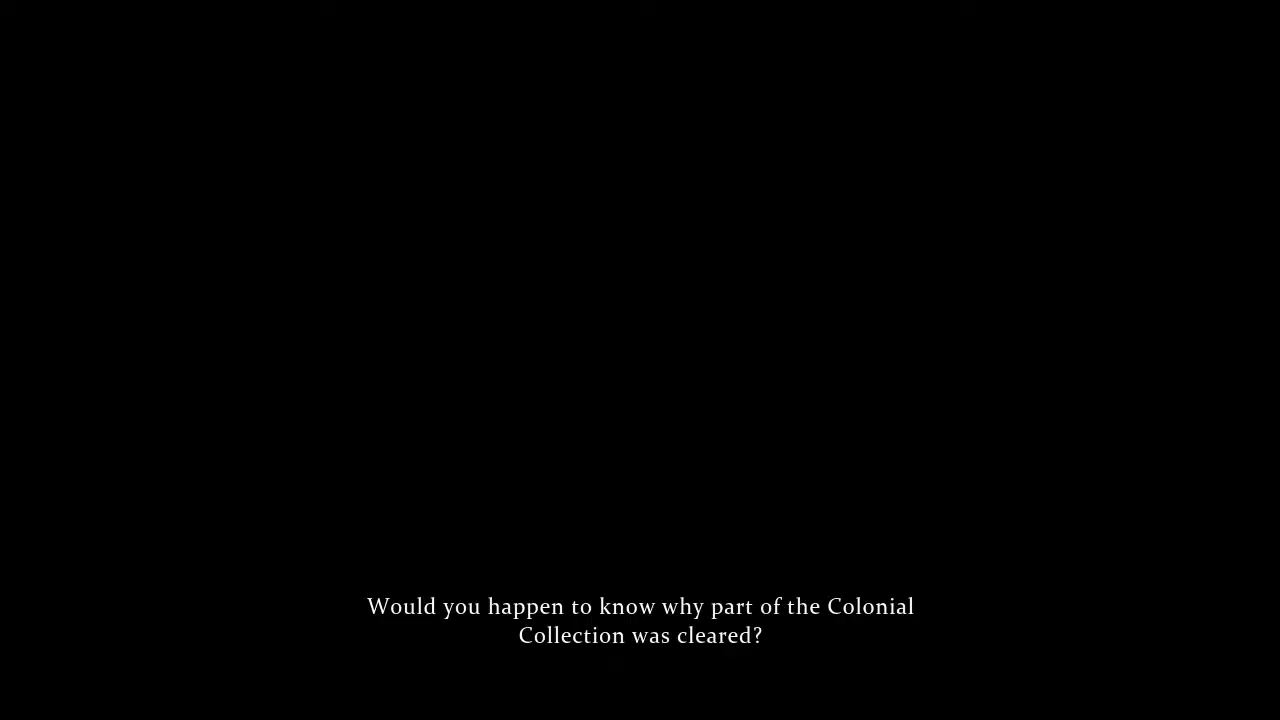 Would you happen to know why part of the Colonial
Collection was cleared?